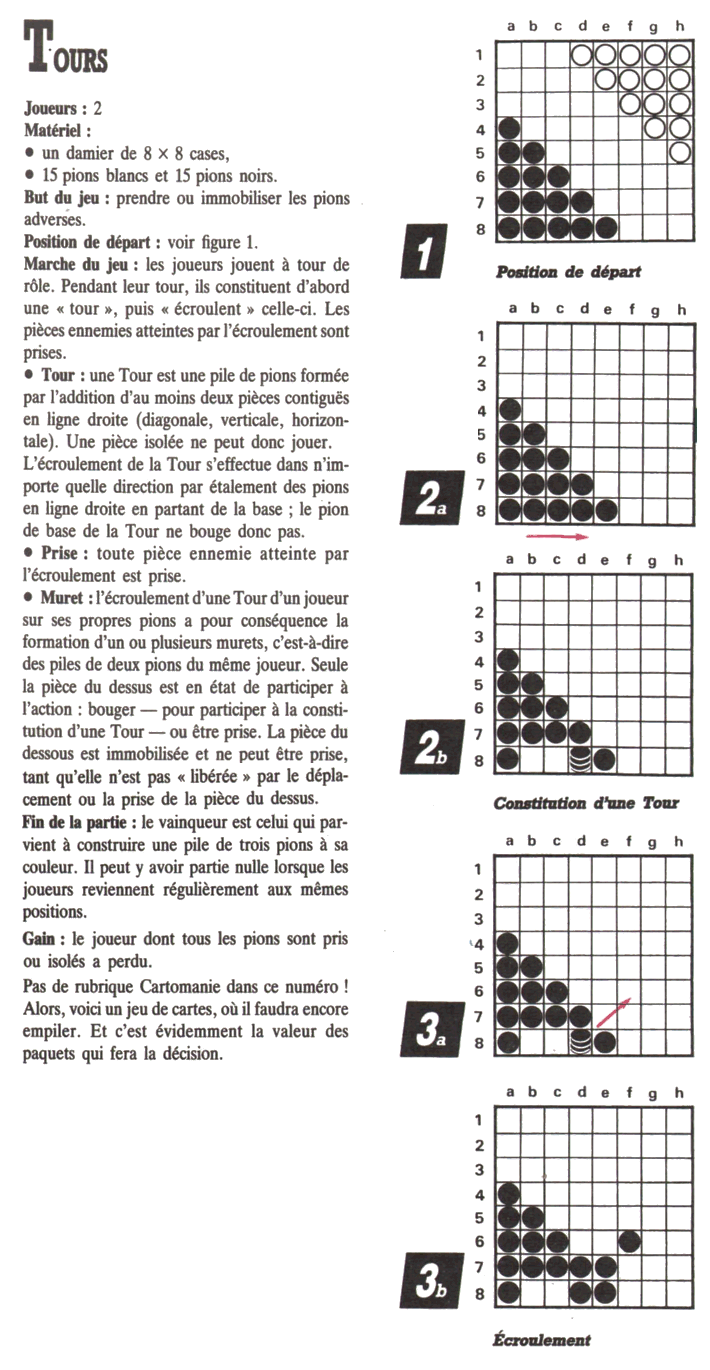 TOURS
Joueurs : 2
Matériel :
• un damier de 8 × 8 cases,
• 15 pions blancs et 15 pions noirs.
But du jeu : prendre ou immobiliser les pions
adverses.
Position de départ : voir figure 1.
Marche du jeu : les joueurs jouent à tour de
rôle. Pendant leur tour, ils constituent d'abord
une « tour », puis « écroulent » celle-ci. Les
pièces ennemies atteintes par l'écroulement sont
prises.
• Tour : une Tour est une pile de pions formée
par l'addition d'au moins deux pièces contiguës
en ligne droite (diagonale, verticale, horizon-
tale). Une pièce isolée ne peut donc jouer.
L'écroulement de la Tour s'effectue dans n'im-
porte quelle direction par étalement des pions
en ligne droite en partant de la base ; le pion
de base de la Tour ne bouge donc pas.
• Prise : toute pièce ennemie atteinte par
l'écroulement est prise.
• Muret : l'écroulement d'une Tour d'un joueur
sur ses propres pions a pour conséquence la
formation d'un ou plusieurs murets, c'est-à-dire
des piles de deux pions du même joueur. Seule
la pièce du dessus est en état de participer à
l'action : bouger — pour participer à la consti-
tution d'une Tour — ou être prise. La pièce du
dessous est immobilisée et ne peut être prise,
tant qu'elle n'est pas « libérée » par le dépla-
cement ou la prise de la pièce du dessus.
Fin de la partie : le vainqueur est celui qui par-
vient à construire une pile de trois pions à sa
couleur. Il peut y avoir partie nulle lorsque les
joueurs reviennent régulièrement aux mêmes
positions.
Gain : le joueur dont tous les pions sont pris
ou isolés a perdu.
Pas de rubrique Cartomanie dans ce numéro !
Alors, voici un jeu de cartes, où il faudra encore
empiler. Et c'est évidemment la valeur des
paquets qui fera la décision.
a b c d e f g h
1
2
3
4
5
6
7
8
1
Position de départ
a b c d e f g h
1
2
3
4
5
6
7
8
2a
a b c d e f g h
1
2
3
4
5
6
7
8
2b
Constitution d'une Tour
a b c d e f g h
1
2
3
4
5
6
7
8
3a
a b c d e f g h
1
2
3
4
5
6
7
8
3b
Écroulement